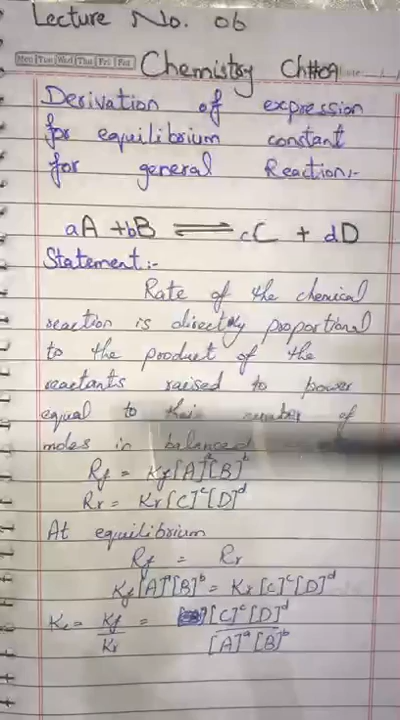 Lecture No. 06
Mon Tue Wed Thu Fri Sat
Chemistry Ch#09
Derivation of expression
for equilibrium constant
for general Reaction:-
aA + bB ⇌ cC + dD
Statement:-
Rate of the chemical
reaction is directly proportional
to the product of the
reactants raised to power
equal to their number of
moles in balanced
Rf = Kf[A]^a[B]^b
Rr = Kr[C]^c[D]^d
At equilibrium
Rf = Rr
Kf[A]^a[B]^b = Kr[C]^c[D]^d
Kc = Kf/Kr = [C]^c[D]^d/[A]^a[B]^b